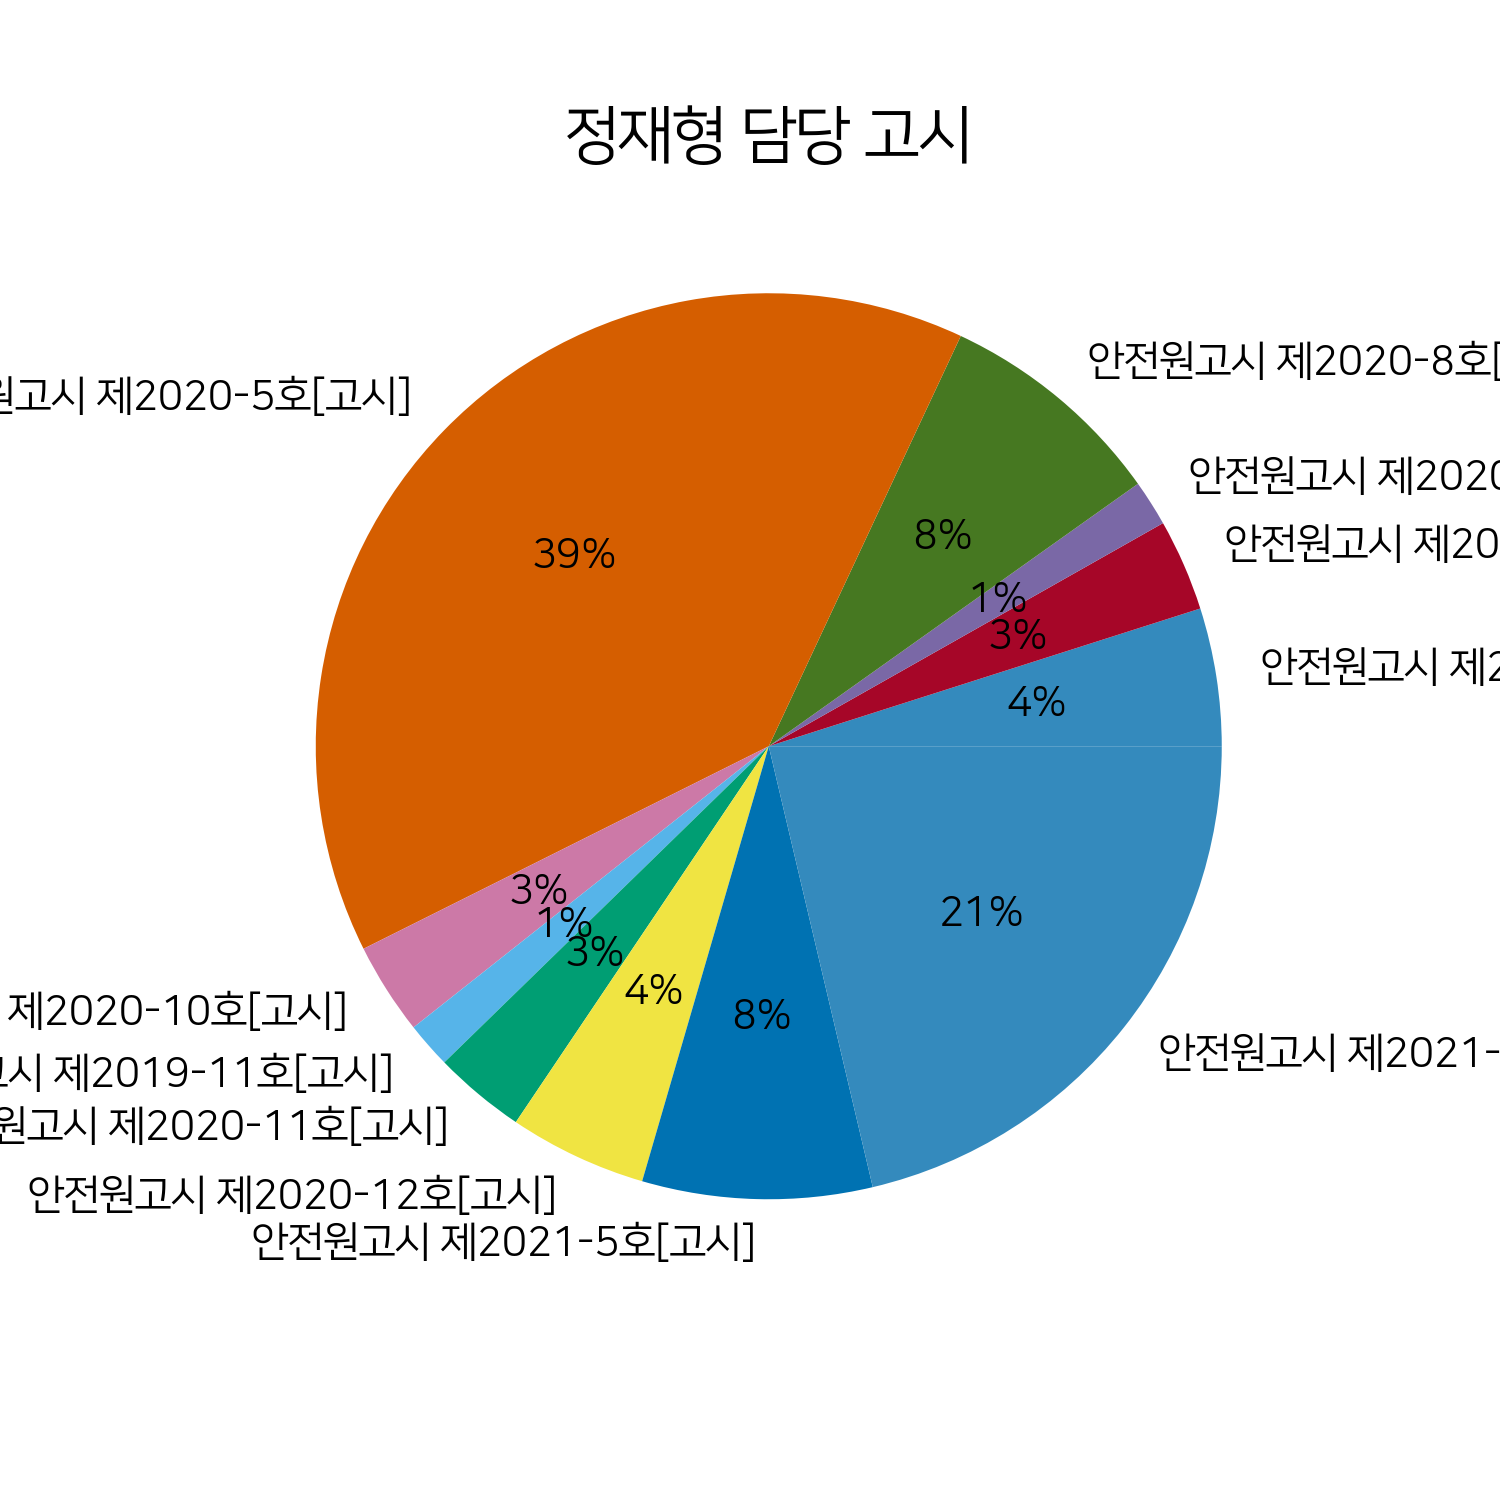 정재형 담당 고시
안전원고시 제2020-8호[
원고시 제2020-5호[고시]
안전원고시 제2020
안전원고시 제20
안전원고시 제2
39%
8%
1%
3%
4%
21%
3%
1%
3%
4%
8%
제2020-10호[고시]
고시 제2019-11호[고시]
원고시 제2020-11호[고시]
안전원고시 제2020-12호[고시]
안전원고시 제2021-5호[고시]
안전원고시 제2021-